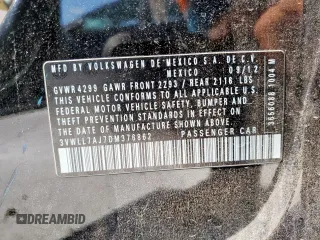 MFD BY VOLKSWAGEN DE MEXICO S.A. DE C.V.
MEXICO 09/12
GVWR 4299 GAWR FRONT 2293 / REAR 2116 LBS
THIS VEHICLE CONFORMS TO ALL APPLICABLE U.S.
FEDERAL MOTOR VEHICLE SAFETY, BUMPER AND
THEFT PREVENTION STANDARDS IN EFFECT ON THE
DATE OF MANUFACTURE SHOWN ABOVE.
3VWLL7AJ7DM376862 PASSENGER CAR
DREAMBID